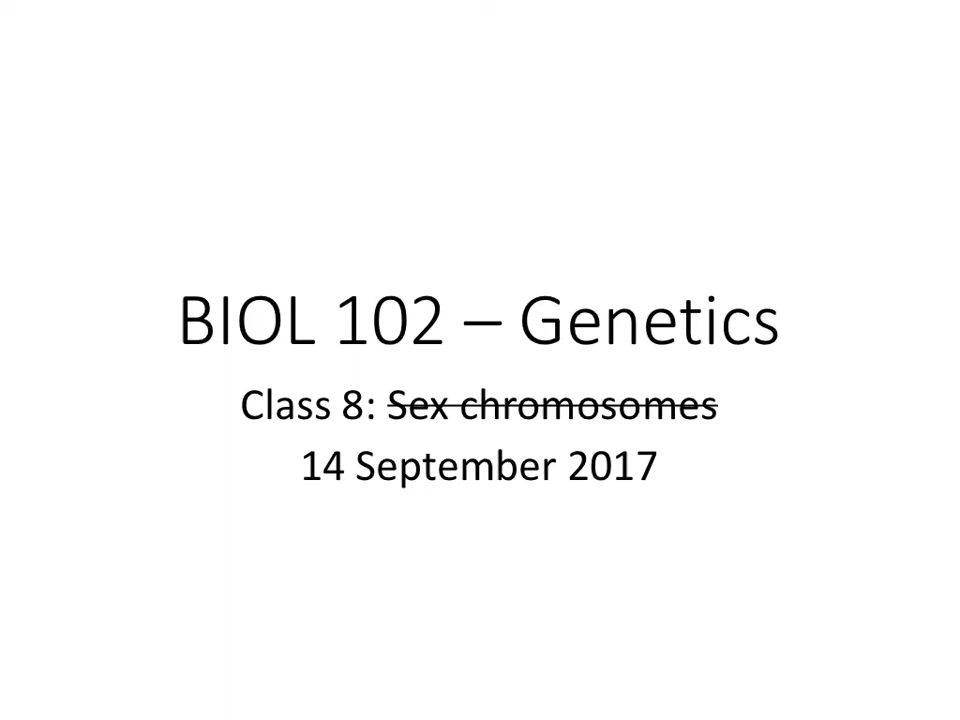 BIOL 102 – Genetics
Class 8: Sex chromosomes
14 September 2017